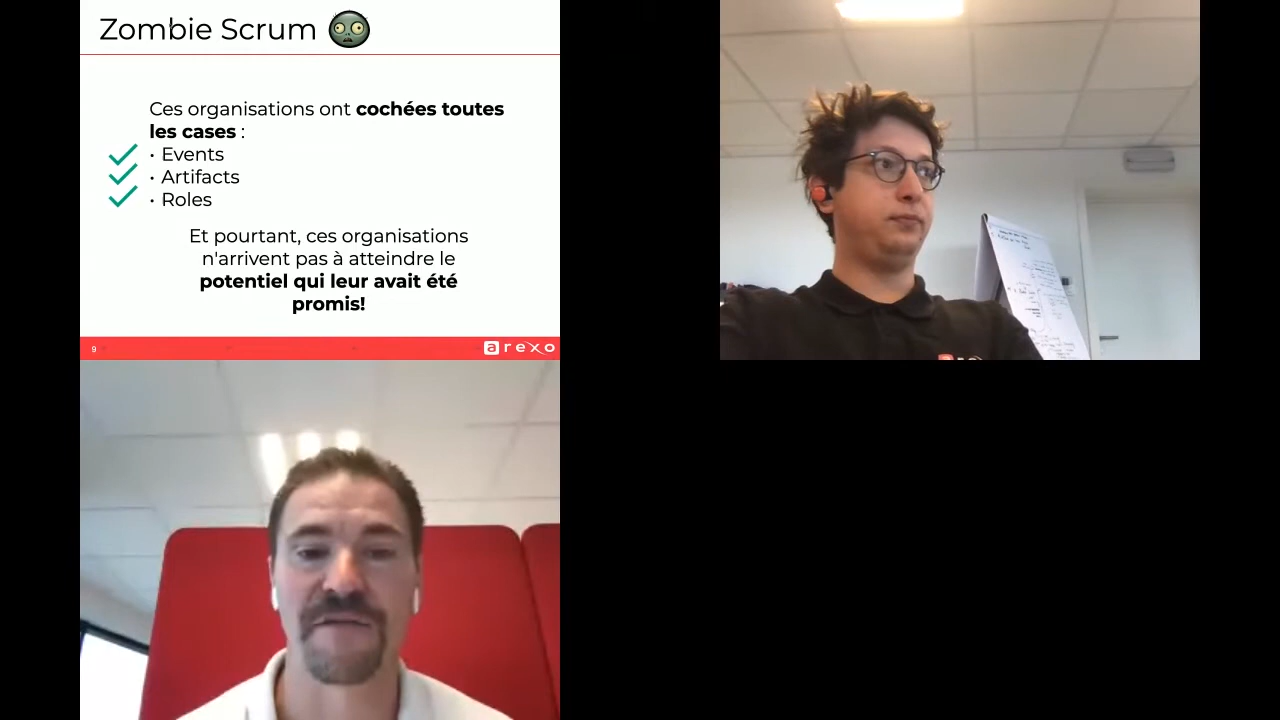 Zombie Scrum
Ces organisations ont cochées toutes
les cases :
• Events
• Artifacts
• Roles
Et pourtant, ces organisations
n'arrivent pas à atteindre le
potentiel qui leur avait été
promis!
9
arexo